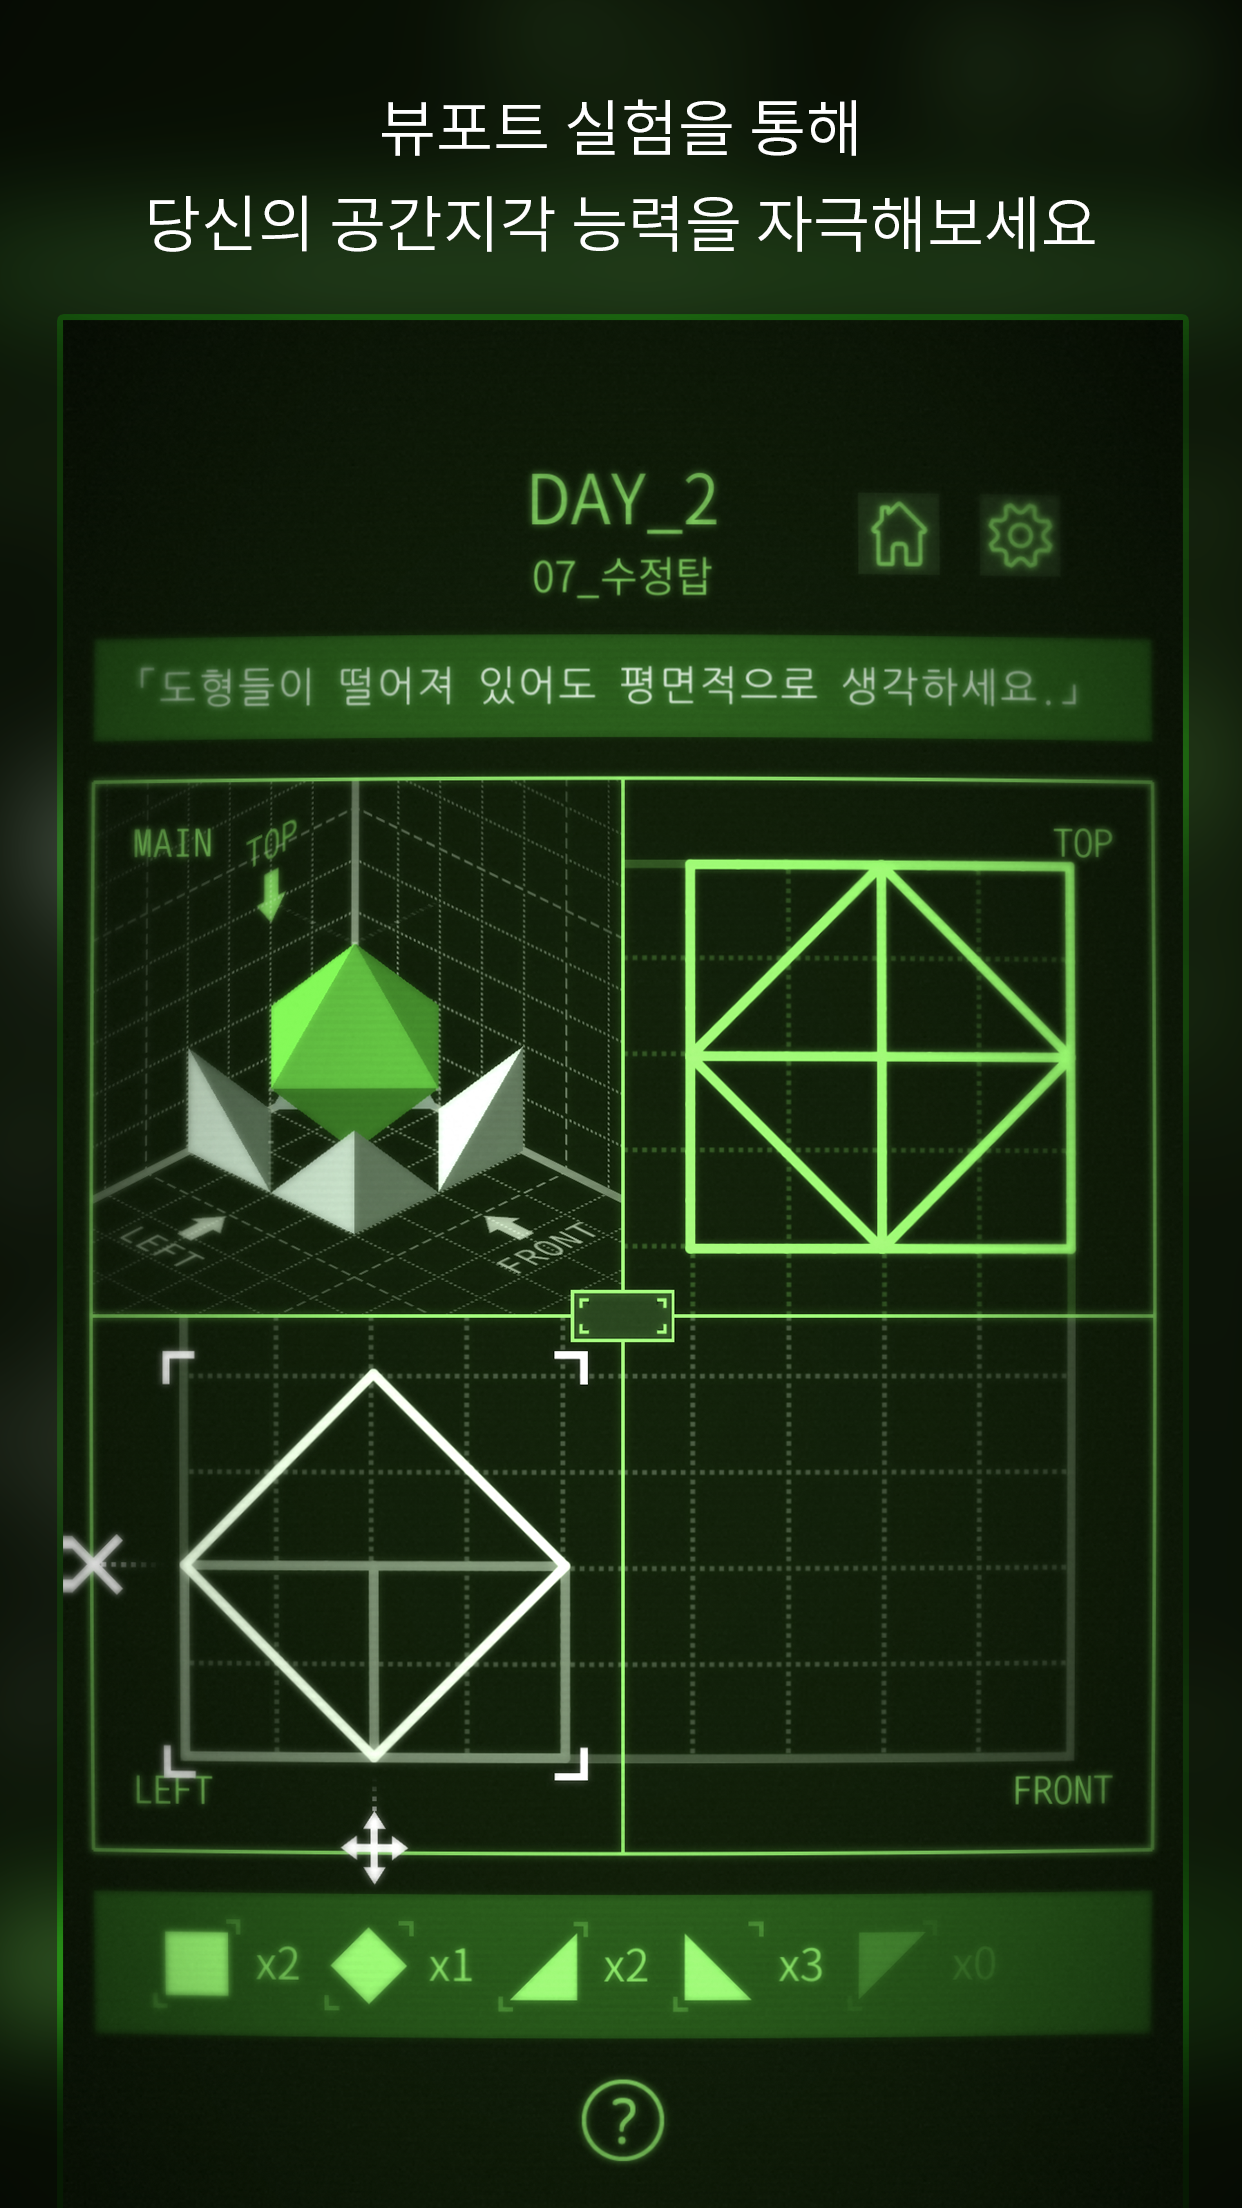 뷰포트 실험을 통해
당신의 공간지각 능력을 자극해보세요
DAY_2
07_수정탑
「도형들이 떨어져 있어도 평면적으로 생각하세요.」
MAIN
TOP
TOP
LEFT
FRONT
LEFT
FRONT
x2 x1 x2 x3 x0
?